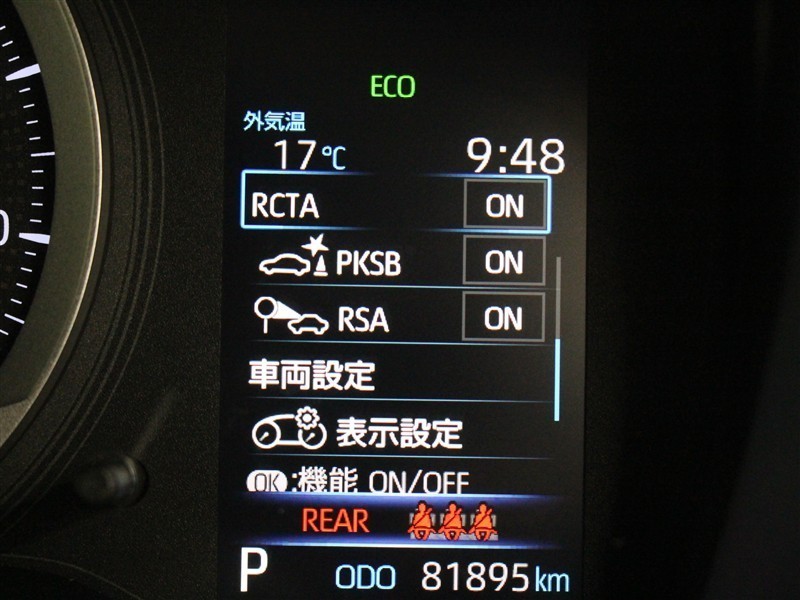 ECO
外気温
17℃ 9:48
RCTA ON
PKSB ON
RSA ON
車両設定
表示設定
OK:機能 ON/OFF
REAR
P ODO 81895km
0